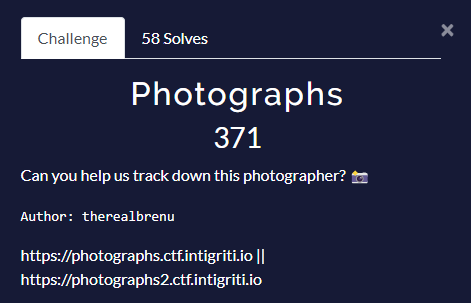 Challenge 58 Solves ×
Photographs
371
Can you help us track down this photographer? 📷
Author: therealbrenu
https://photographs.ctf.intigriti.io ||
https://photographs2.ctf.intigriti.io